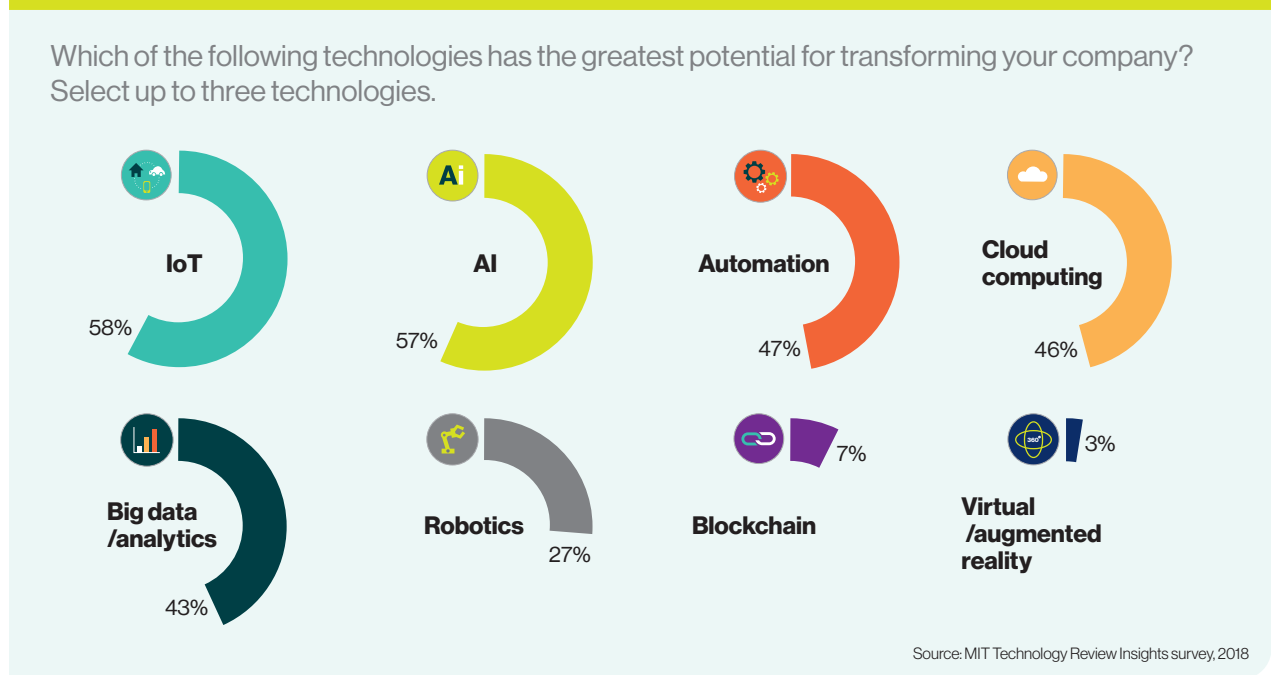 Which of the following technologies has the greatest potential for transforming your company?
Select up to three technologies.
Ai
IoT
58%
AI
57%
Automation
47%
Cloud
computing
46%
Big data
/analytics
43%
Robotics
27%
Blockchain
7%
360°
Virtual
/augmented
reality
3%
Source: MIT Technology Review Insights survey, 2018